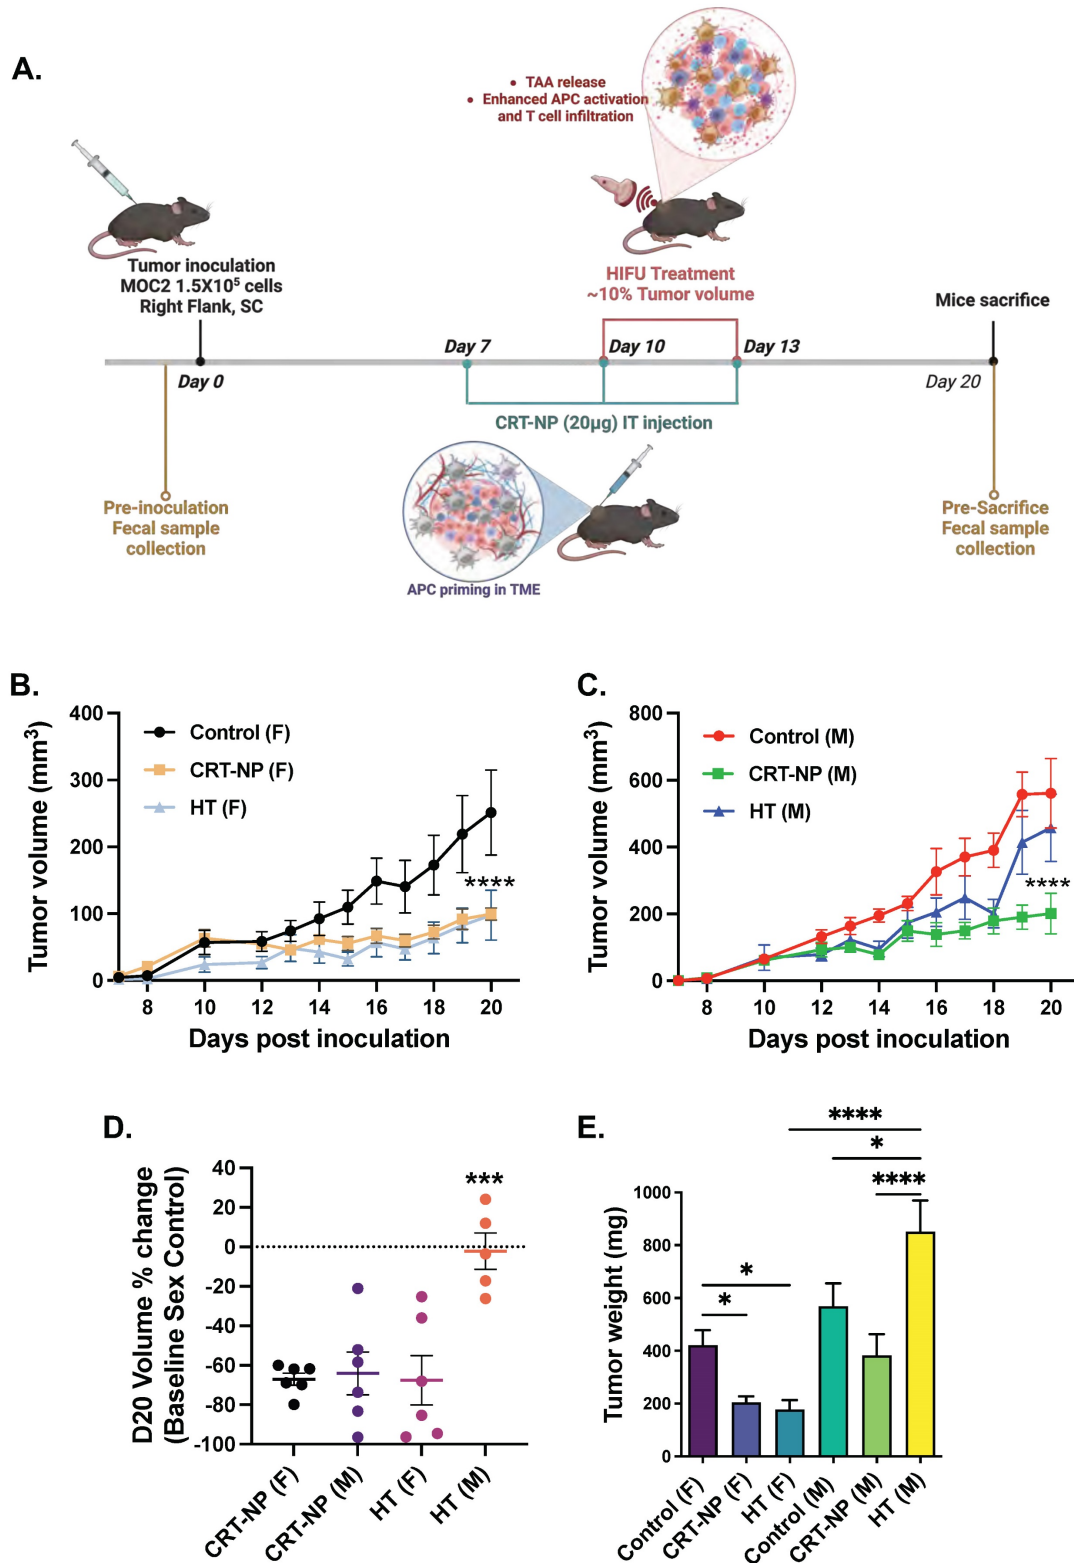 A.
• TAA release
• Enhanced APC activation
and T cell infiltration
Tumor inoculation
MOC2 1.5X10⁵ cells
Right Flank, SC
HIFU Treatment
~10% Tumor volume
Mice sacrifice
Day 0
Day 7
Day 10
Day 13
Day 20
CRT-NP (20µg) IT injection
Pre-inoculation
Fecal sample
collection
Pre-Sacrifice
Fecal sample
collection
APC priming in TME
B.
Tumor volume (mm³)
400
300
200
100
0
Control (F)
CRT-NP (F)
HT (F)
****
8 10 12 14 16 18 20
Days post inoculation
C.
Tumor volume (mm³)
800
600
400
200
0
Control (M)
CRT-NP (M)
HT (M)
****
8 10 12 14 16 18 20
Days post inoculation
D.
D20 Volume % change
(Baseline Sex Control)
40
20
0
-20
-40
-60
-80
-100
***
CRT-NP (F)
CRT-NP (M)
HT (F)
HT (M)
E.
Tumor weight (mg)
1000
800
600
400
200
0
****
*
****
*
*
Control (F)
CRT-NP (F)
HT (F)
Control (M)
CRT-NP (M)
HT (M)